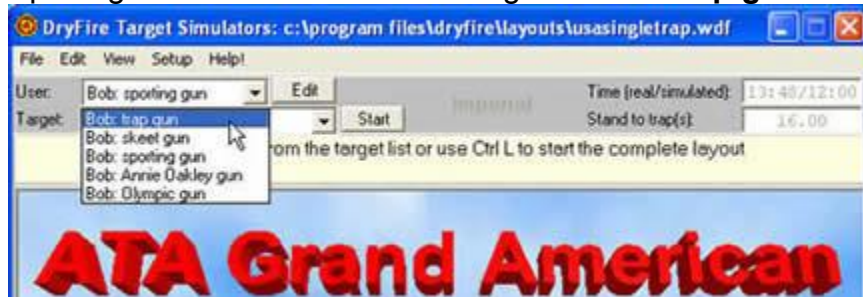 DryFire Target Simulators: c:\program files\dryfire\layouts\usasingletrap.wdf
File Edit View Setup Help!
User: Bob: sporting gun Edit Imperial Time (real/simulated): 13:48/12:00
Target: Start Stand to trap(s): 16.00
Bob: trap gun
Bob: skeet gun
Bob: sporting gun
Bob: Annie Oakley gun
Bob: Olympic gun
from the target list or use Ctrl L to start the complete layout
ATA Grand American